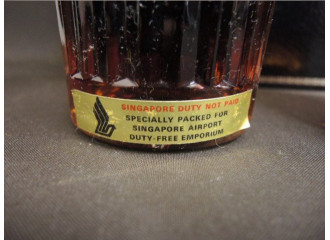 SINGAPORE DUTY NOT PAID
SPECIALLY PACKED FOR
SINGAPORE AIRPORT
DUTY-FREE EMPORIUM